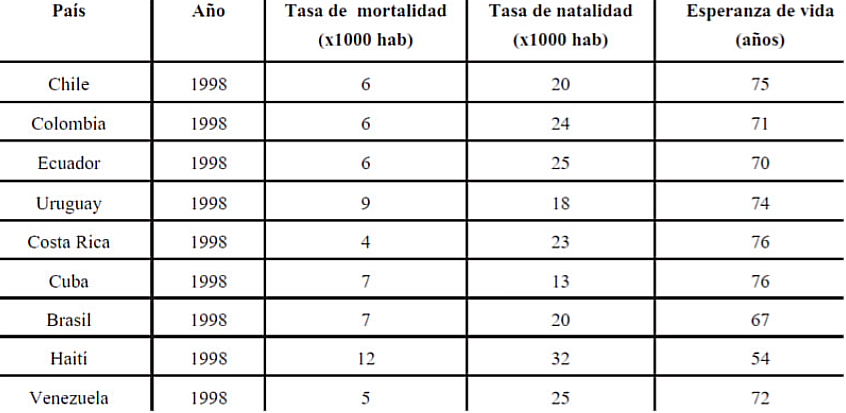 País Año Tasa de mortalidad Tasa de natalidad Esperanza de vida
(x1000 hab) (x1000 hab) (años)
Chile 1998 6 20 75
Colombia 1998 6 24 71
Ecuador 1998 6 25 70
Uruguay 1998 9 18 74
Costa Rica 1998 4 23 76
Cuba 1998 7 13 76
Brasil 1998 7 20 67
Haití 1998 12 32 54
Venezuela 1998 5 25 72